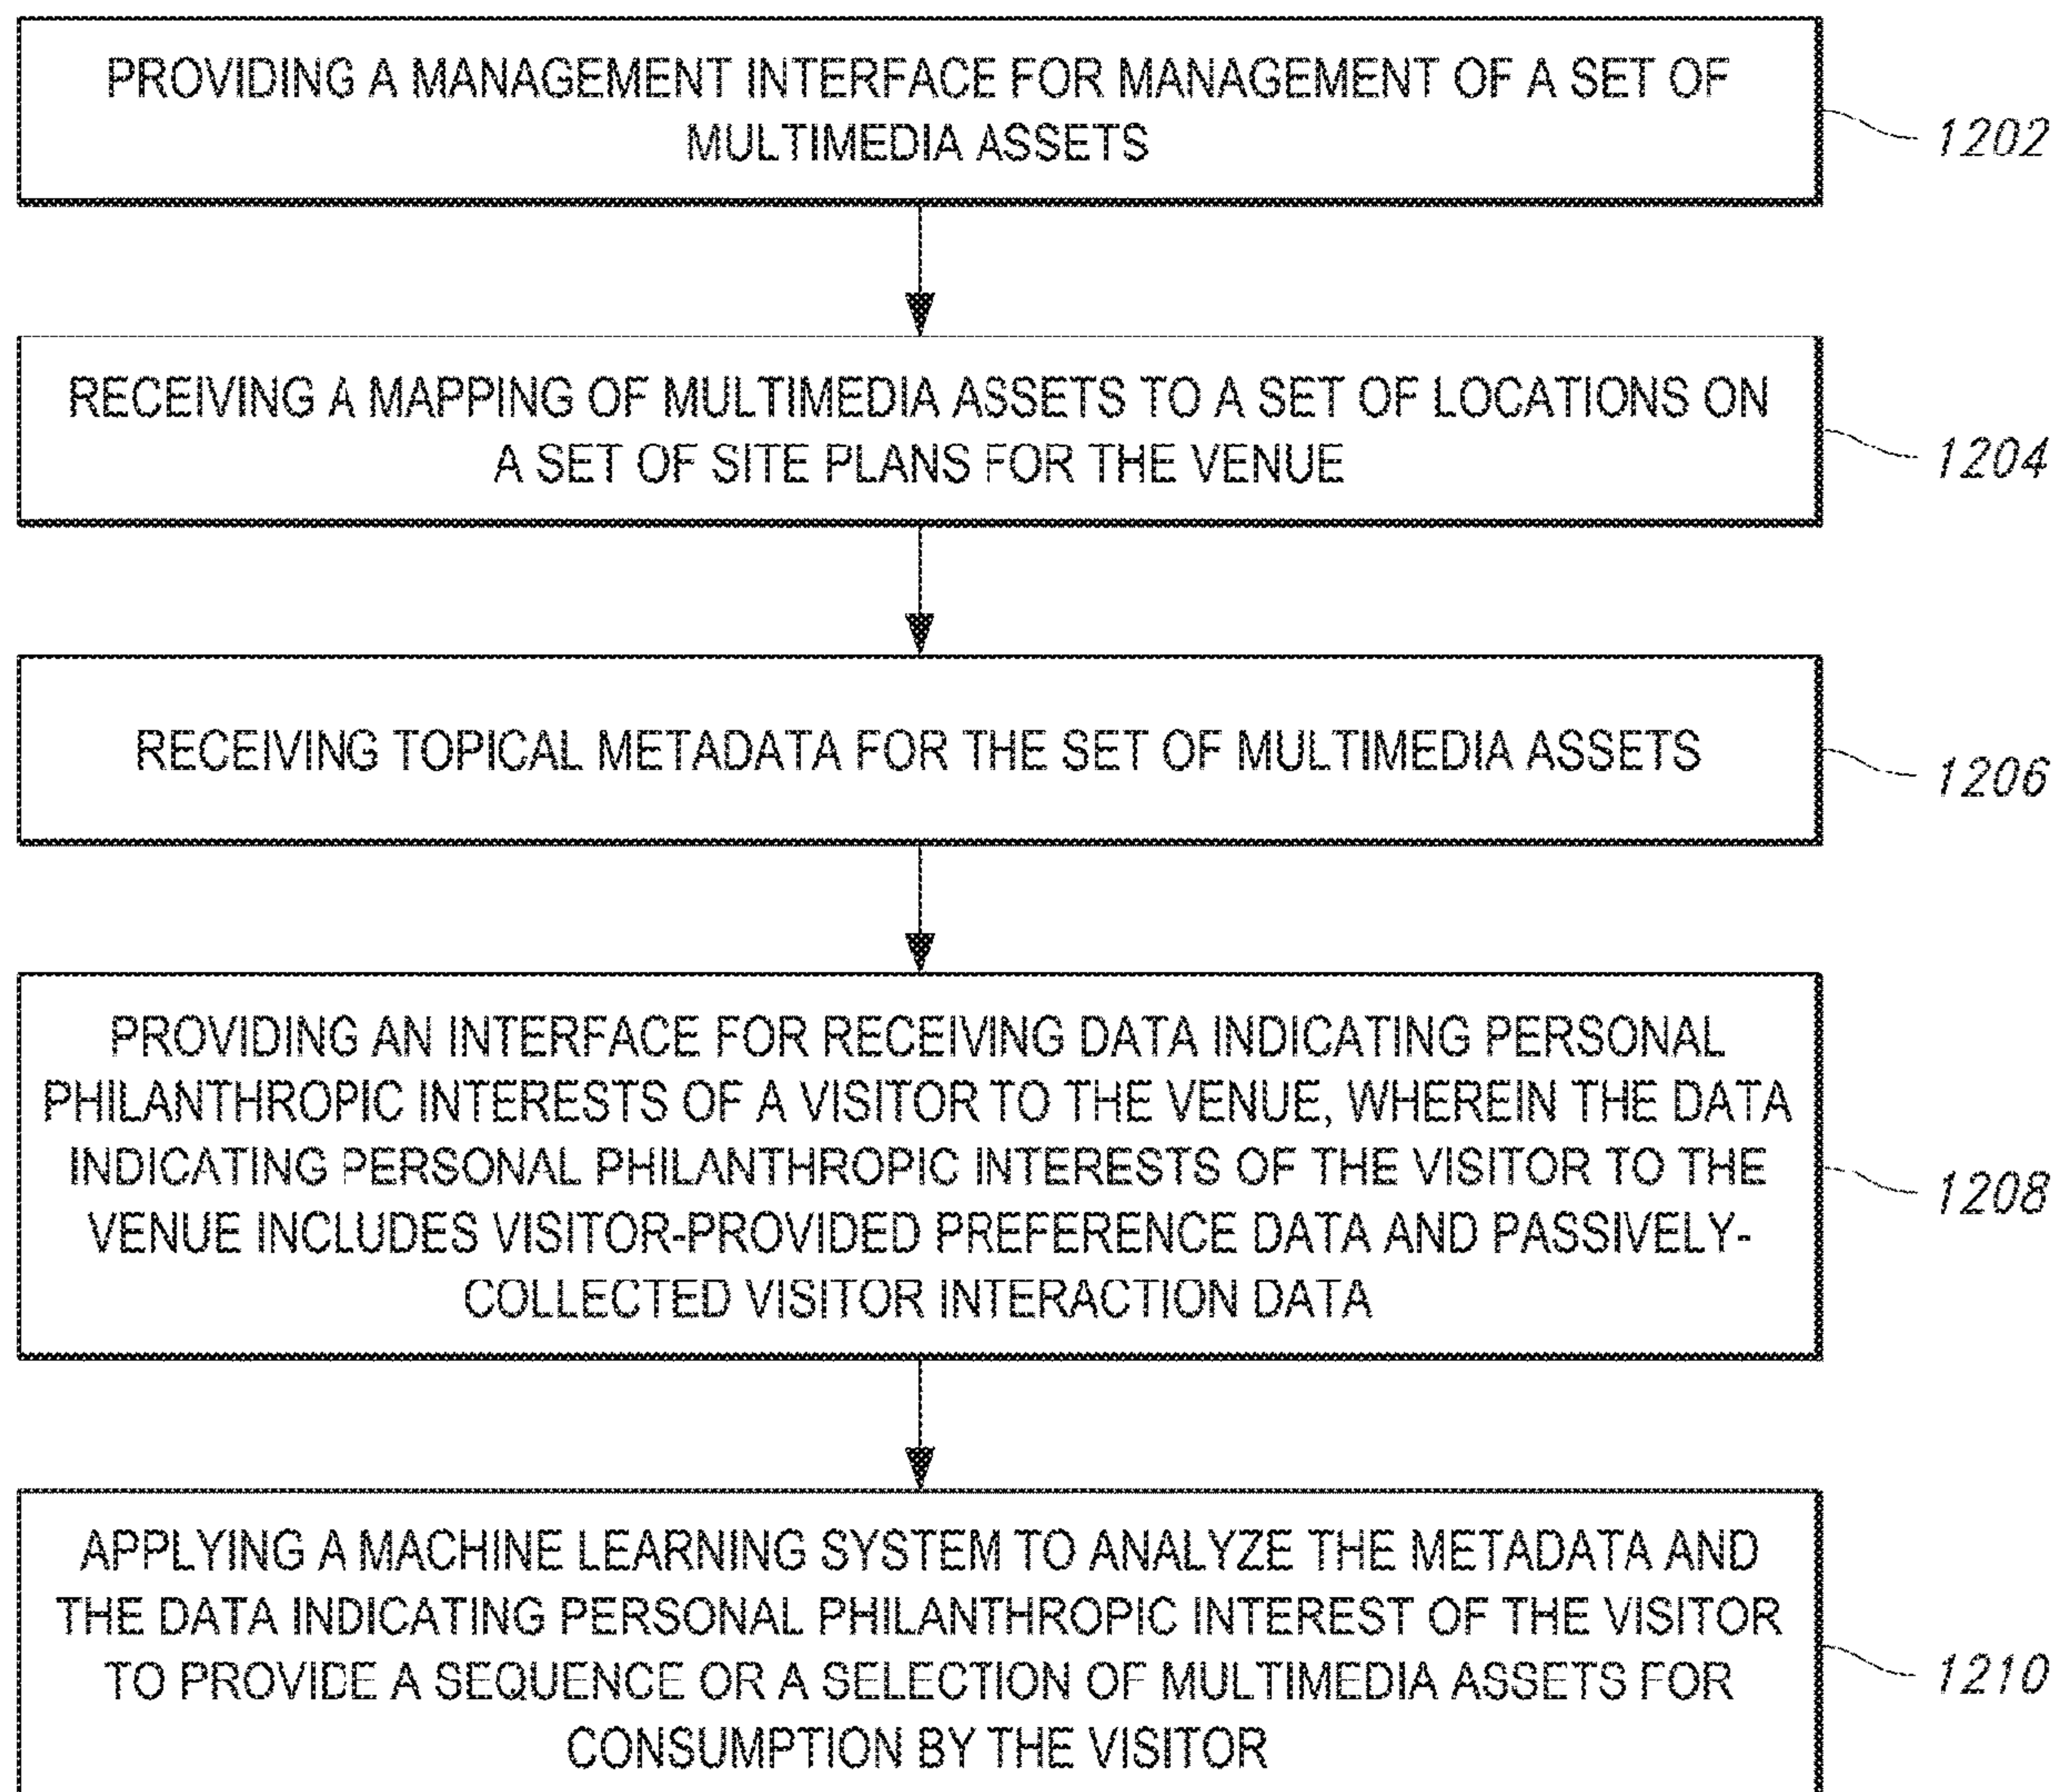 PROVIDING A MANAGEMENT INTERFACE FOR MANAGEMENT OF A SET OF
MULTIMEDIA ASSETS
1202
RECEIVING A MAPPING OF MULTIMEDIA ASSETS TO A SET OF LOCATIONS ON
A SET OF SITE PLANS FOR THE VENUE
1204
RECEIVING TOPICAL METADATA FOR THE SET OF MULTIMEDIA ASSETS
1206
PROVIDING AN INTERFACE FOR RECEIVING DATA INDICATING PERSONAL
PHILANTHROPIC INTERESTS OF A VISITOR TO THE VENUE, WHEREIN THE DATA
INDICATING PERSONAL PHILANTHROPIC INTERESTS OF THE VISITOR TO THE
VENUE INCLUDES VISITOR-PROVIDED PREFERENCE DATA AND PASSIVELY-
COLLECTED VISITOR INTERACTION DATA
1208
APPLYING A MACHINE LEARNING SYSTEM TO ANALYZE THE METADATA AND
THE DATA INDICATING PERSONAL PHILANTHROPIC INTEREST OF THE VISITOR
TO PROVIDE A SEQUENCE OR A SELECTION OF MULTIMEDIA ASSETS FOR
CONSUMPTION BY THE VISITOR
1210